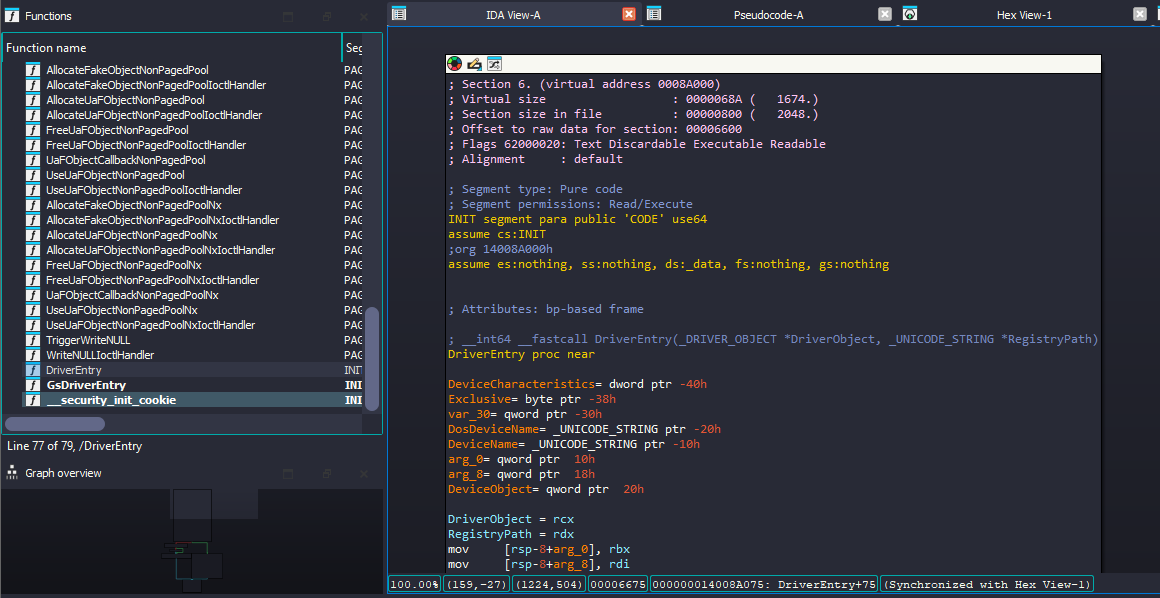 Functions
Function name Seg
AllocateFakeObjectNonPagedPool PAG
AllocateFakeObjectNonPagedPoolIoctlHandler PAG
AllocateUaFObjectNonPagedPool PAG
AllocateUaFObjectNonPagedPoolIoctlHandler PAG
FreeUaFObjectNonPagedPool PAG
FreeUaFObjectNonPagedPoolIoctlHandler PAG
UaFObjectCallbackNonPagedPool PAG
UseUaFObjectNonPagedPool PAG
UseUaFObjectNonPagedPoolIoctlHandler PAG
AllocateFakeObjectNonPagedPoolNx PAG
AllocateFakeObjectNonPagedPoolNxIoctlHandler PAG
AllocateUaFObjectNonPagedPoolNx PAG
AllocateUaFObjectNonPagedPoolNxIoctlHandler PAG
FreeUaFObjectNonPagedPoolNx PAG
FreeUaFObjectNonPagedPoolNxIoctlHandler PAG
UaFObjectCallbackNonPagedPoolNx PAG
UseUaFObjectNonPagedPoolNx PAG
UseUaFObjectNonPagedPoolNxIoctlHandler PAG
TriggerWriteNULL PAG
WriteNULLIoctlHandler PAG
DriverEntry INI
GsDriverEntry INI
__security_init_cookie INI
Line 77 of 79, /DriverEntry
Graph overview
IDA View-A Pseudocode-A Hex View-1
; Section 6. (virtual address 0008A000)
; Virtual size : 0000068A ( 1674.)
; Section size in file : 00000800 ( 2048.)
; Offset to raw data for section: 00006600
; Flags 62000020: Text Discardable Executable Readable
; Alignment : default
; Segment type: Pure code
; Segment permissions: Read/Execute
INIT segment para public 'CODE' use64
assume cs:INIT
;org 14008A000h
assume es:nothing, ss:nothing, ds:_data, fs:nothing, gs:nothing
; Attributes: bp-based frame
; __int64 __fastcall DriverEntry(_DRIVER_OBJECT *DriverObject, _UNICODE_STRING *RegistryPath)
DriverEntry proc near
DeviceCharacteristics= dword ptr -40h
Exclusive= byte ptr -38h
var_30= qword ptr -30h
DosDeviceName= _UNICODE_STRING ptr -20h
DeviceName= _UNICODE_STRING ptr -10h
arg_0= qword ptr 10h
arg_8= qword ptr 18h
DeviceObject= qword ptr 20h
DriverObject = rcx
RegistryPath = rdx
mov [rsp-8+arg_0], rbx
mov [rsp-8+arg_8], rdi
100.00% (159,-27) (1224,504) 00006675 000000014008A075: DriverEntry+75 (Synchronized with Hex View-1)